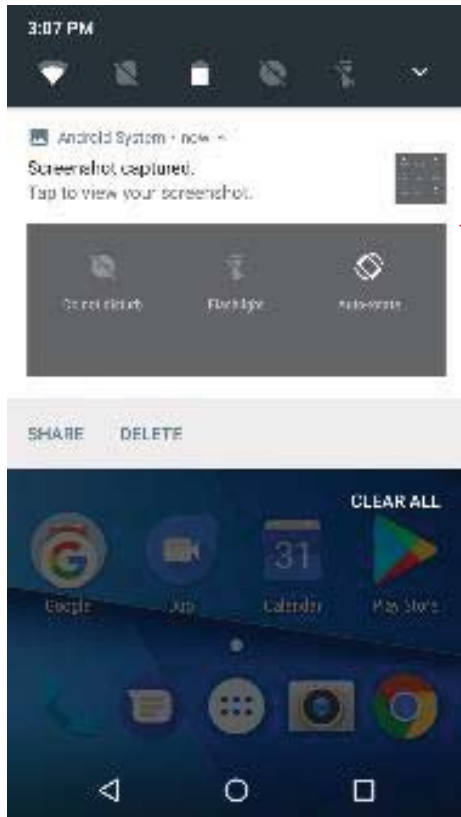 3:07 PM
Android System • now
Screenshot captured.
Tap to view your screenshot.
Do not disturb Flashlight Auto-rotate
SHARE DELETE
CLEAR ALL
31
Google Duo Calendar Play Store